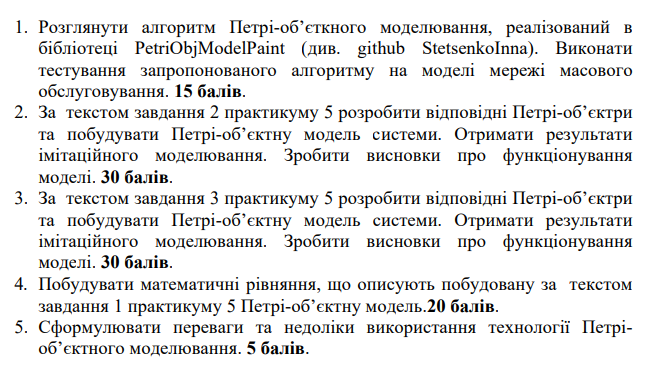 1. Розглянути алгоритм Петрі-об’єткного моделювання, реалізований в
бібліотеці PetriObjModelPaint (див. github StetsenkoInna). Виконати
тестування запропонованого алгоритму на моделі мережі масового
обслуговування. 15 балів.
2. За текстом завдання 2 практикуму 5 розробити відповідні Петрі-об’єктри
та побудувати Петрі-об’єктну модель системи. Отримати результати
імітаційного моделювання. Зробити висновки про функціонування
моделі. 30 балів.
3. За текстом завдання 3 практикуму 5 розробити відповідні Петрі-об’єктри
та побудувати Петрі-об’єктну модель системи. Отримати результати
імітаційного моделювання. Зробити висновки про функціонування
моделі. 30 балів.
4. Побудувати математичні рівняння, що описують побудовану за текстом
завдання 1 практикуму 5 Петрі-об’єктну модель.20 балів.
5. Сформулювати переваги та недоліки використання технології Петрі-
об’єктного моделювання. 5 балів.